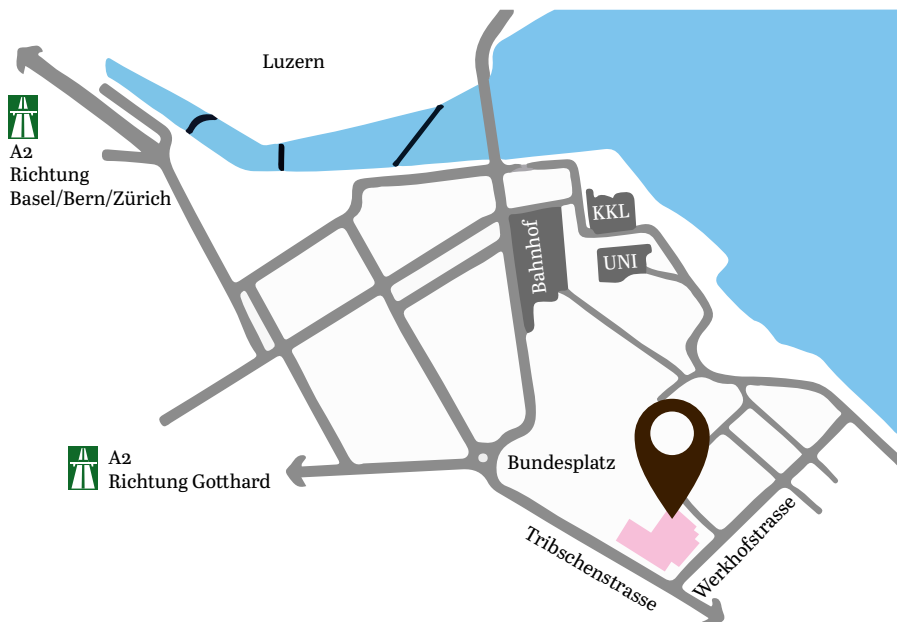 Luzern
A2
Richtung
Basel/Bern/Zürich
KKL
UNI
Bahnhof
A2
Richtung Gotthard
Bundesplatz
Tribschenstrasse
Werkhofstrasse